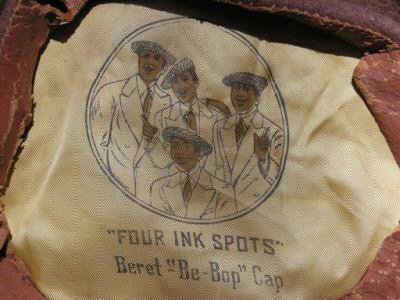 "FOUR INK SPOTS"
Beret "Be-Bop" Cap